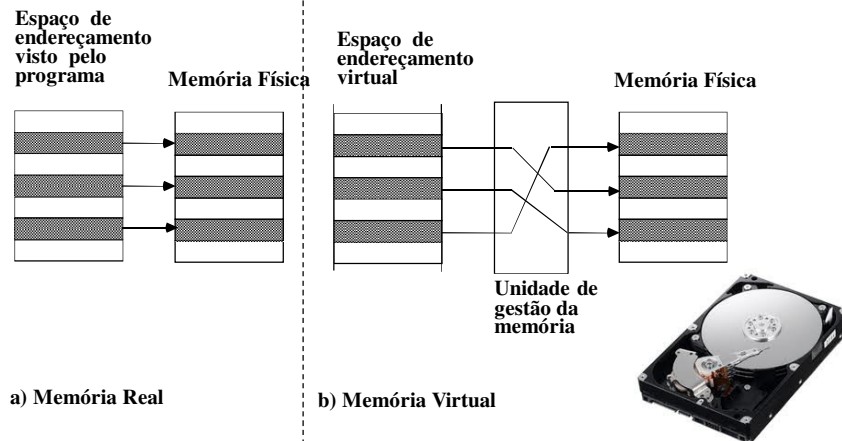 Espaço de
endereçamento
visto pelo
programa
Memória Física
a) Memória Real
Espaço de
endereçamento
virtual
Memória Física
Unidade de
gestão da
memória
b) Memória Virtual